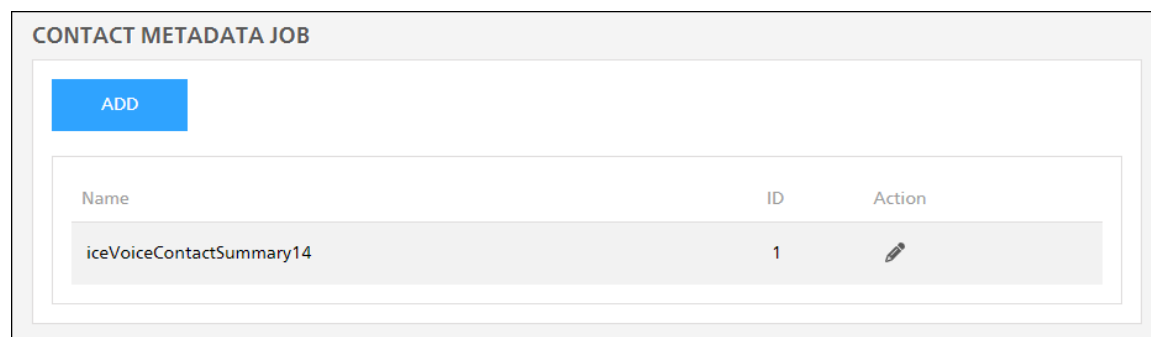 CONTACT METADATA JOB
ADD
Name ID Action
iceVoiceContactSummary14 1